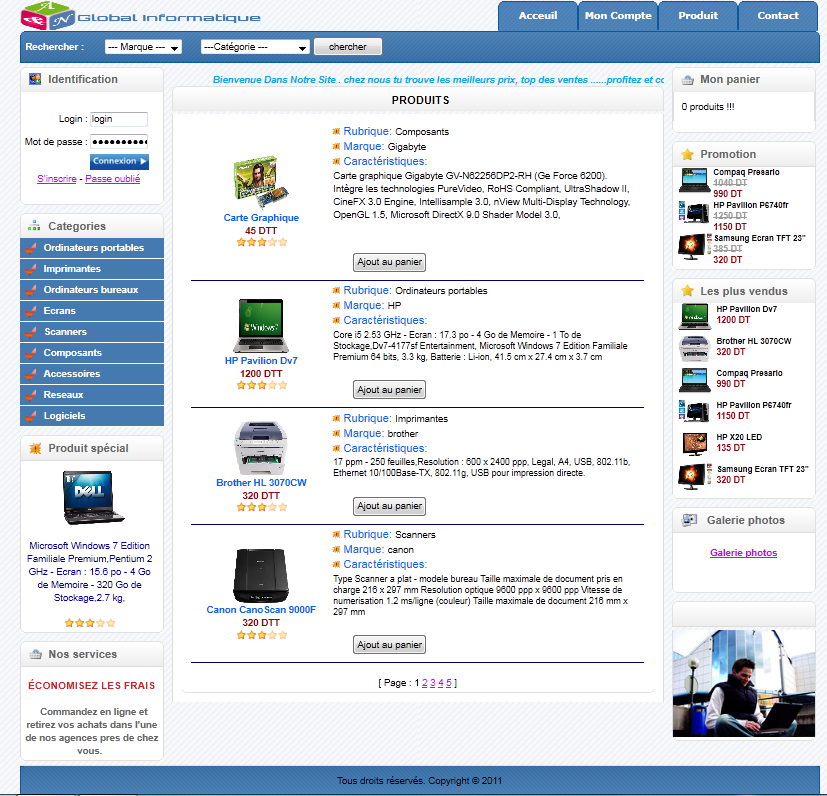 Global Informatique
Acceuil
Mon Compte
Produit
Contact
Rechercher :
--- Marque ---
---Catégorie ---
chercher
Identification
Login :
login
Mot de passe :
Connexion
S'inscrire - Passe oublié
Categories
Ordinateurs portables
Imprimantes
Ordinateurs bureau
Ecrans
Scanners
Composants
Accessoires
Reseaux
Logiciels
Produit spécial
DELL
Microsoft Windows 7 Edition
Familiale Premium,Pentium 2
GHz - Ecran : 15.6 po - 4 Go
de Memoire - 320 Go de
Stockage,2.7 kg,
Nos services
ÉCONOMISEZ LES FRAIS
Commandez en ligne et
retirez vos achats dans l'une
de nos agences pres de chez
vous.
Bienvenue Dans Notre Site . chez nous tu trouve les meilleurs prix, top des ventes ......profitez et co
PRODUITS
Carte Graphique
45 DTT
Rubrique: Composants
Marque: Gigabyte
Caractéristiques:
Carte graphique Gigabyte GV-N62256DP2-RH (Ge Force 6200).
Intègre les technologies PureVideo, RoHS Compliant, UltraShadow II,
CineFX 3.0 Engine, Intellisample 3.0, nView Multi-Display Technology,
OpenGL 1.5, Microsoft DirectX 9.0 Shader Model 3.0,
Ajout au panier
Windows 7
HP Pavilion Dv7
1200 DTT
Rubrique: Ordinateurs portables
Marque: HP
Caractéristiques:
Core i5 2.53 GHz - Ecran : 17.3 po - 4 Go de Memoire - 1 To de
Stockage,Dv7-4177sf Entertainment, Microsoft Windows 7 Edition Familiale
Premium 64 bits, 3.3 kg, Batterie : Li-ion, 41.5 cm x 27.4 cm x 3.7 cm
Ajout au panier
Brother HL 3070CW
320 DTT
Rubrique: Imprimantes
Marque: brother
Caractéristiques:
17 ppm - 250 feuilles,Resolution : 600 x 2400 ppp, Legal, A4, USB, 802.11b,
Ethernet 10/100Base-TX, 802.11g, USB pour impression directe.
Ajout au panier
Canon CanoScan 9000F
320 DTT
Rubrique: Scanners
Marque: canon
Caractéristiques:
Type Scanner a plat - modele bureau Taille maximale de document pris en
charge 216 x 297 mm Resolution optique 9600 ppp x 9600 ppp Vitesse de
numerisation 1.2 ms/ligne (couleur) Taille maximale de document 216 mm x
297 mm
Ajout au panier
[ Page : 1 2 3 4 5 ]
Mon panier
0 produits !!!
Promotion
Compaq Presario
1040 DT
990 DT
HP Pavilion P6740fr
1250 DT
1150 DT
Samsung Ecran TFT 23"
385 DT
320 DT
Les plus vendus
HP Pavilion Dv7
1200 DT
Brother HL 3070CW
320 DT
Compaq Presario
990 DT
HP Pavilion P6740fr
1150 DT
HP X20 LED
135 DT
Samsung Ecran TFT 23"
320 DT
Galerie photos
Galerie photos
Tous droits réservés. Copyright © 2011